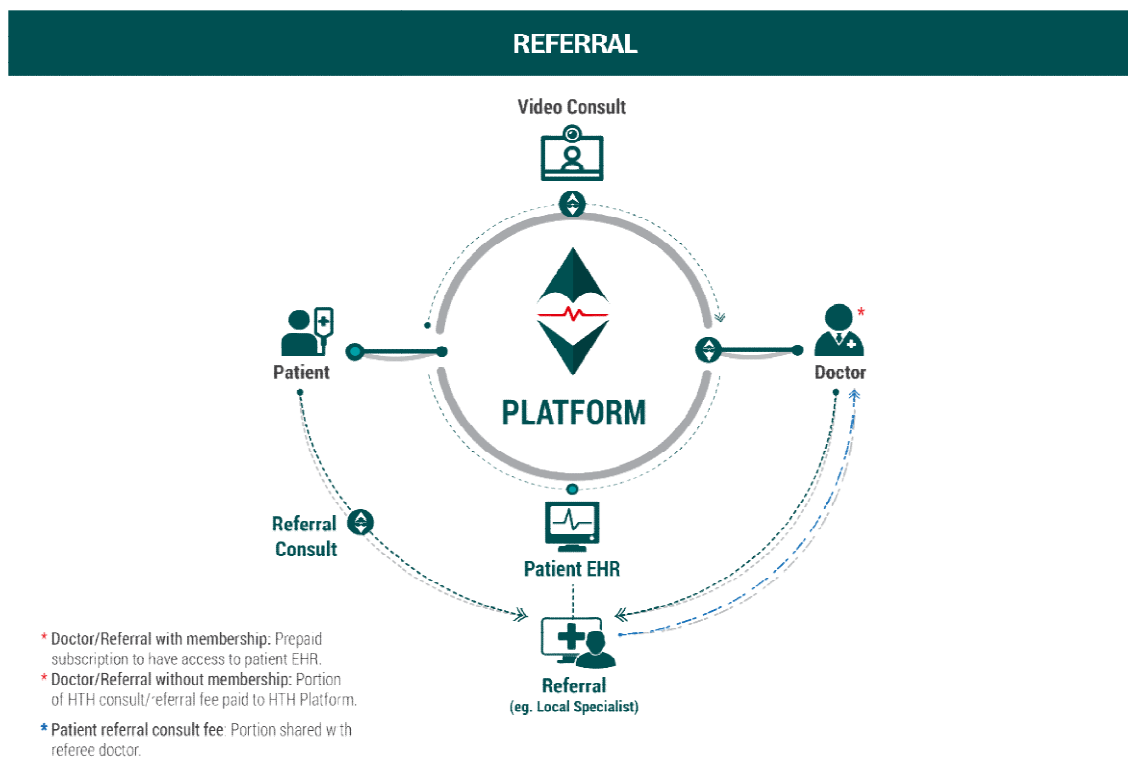 REFERRAL
Video Consult
Patient
*
Doctor
PLATFORM
Referral
Consult
Patient EHR
Referral
(eg. Local Specialist)
* Doctor/Referral with membership: Prepaid
subscription to have access to patient EHR.
* Doctor/Referral without membership: Portion
of HTH consult/referral fee paid to HTH Platform.
* Patient referral consult fee: Portion shared with
referee doctor.